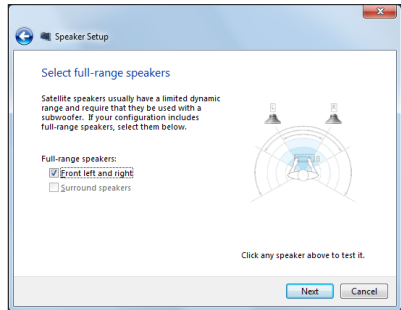 Speaker Setup
Select full-range speakers
Satellite speakers usually have a limited dynamic
range and require that they be used with a
subwoofer. If your configuration includes
full-range speakers, select them below.
L R
Full-range speakers:
Front left and right
Surround speakers
Click any speaker above to test it.
Next Cancel